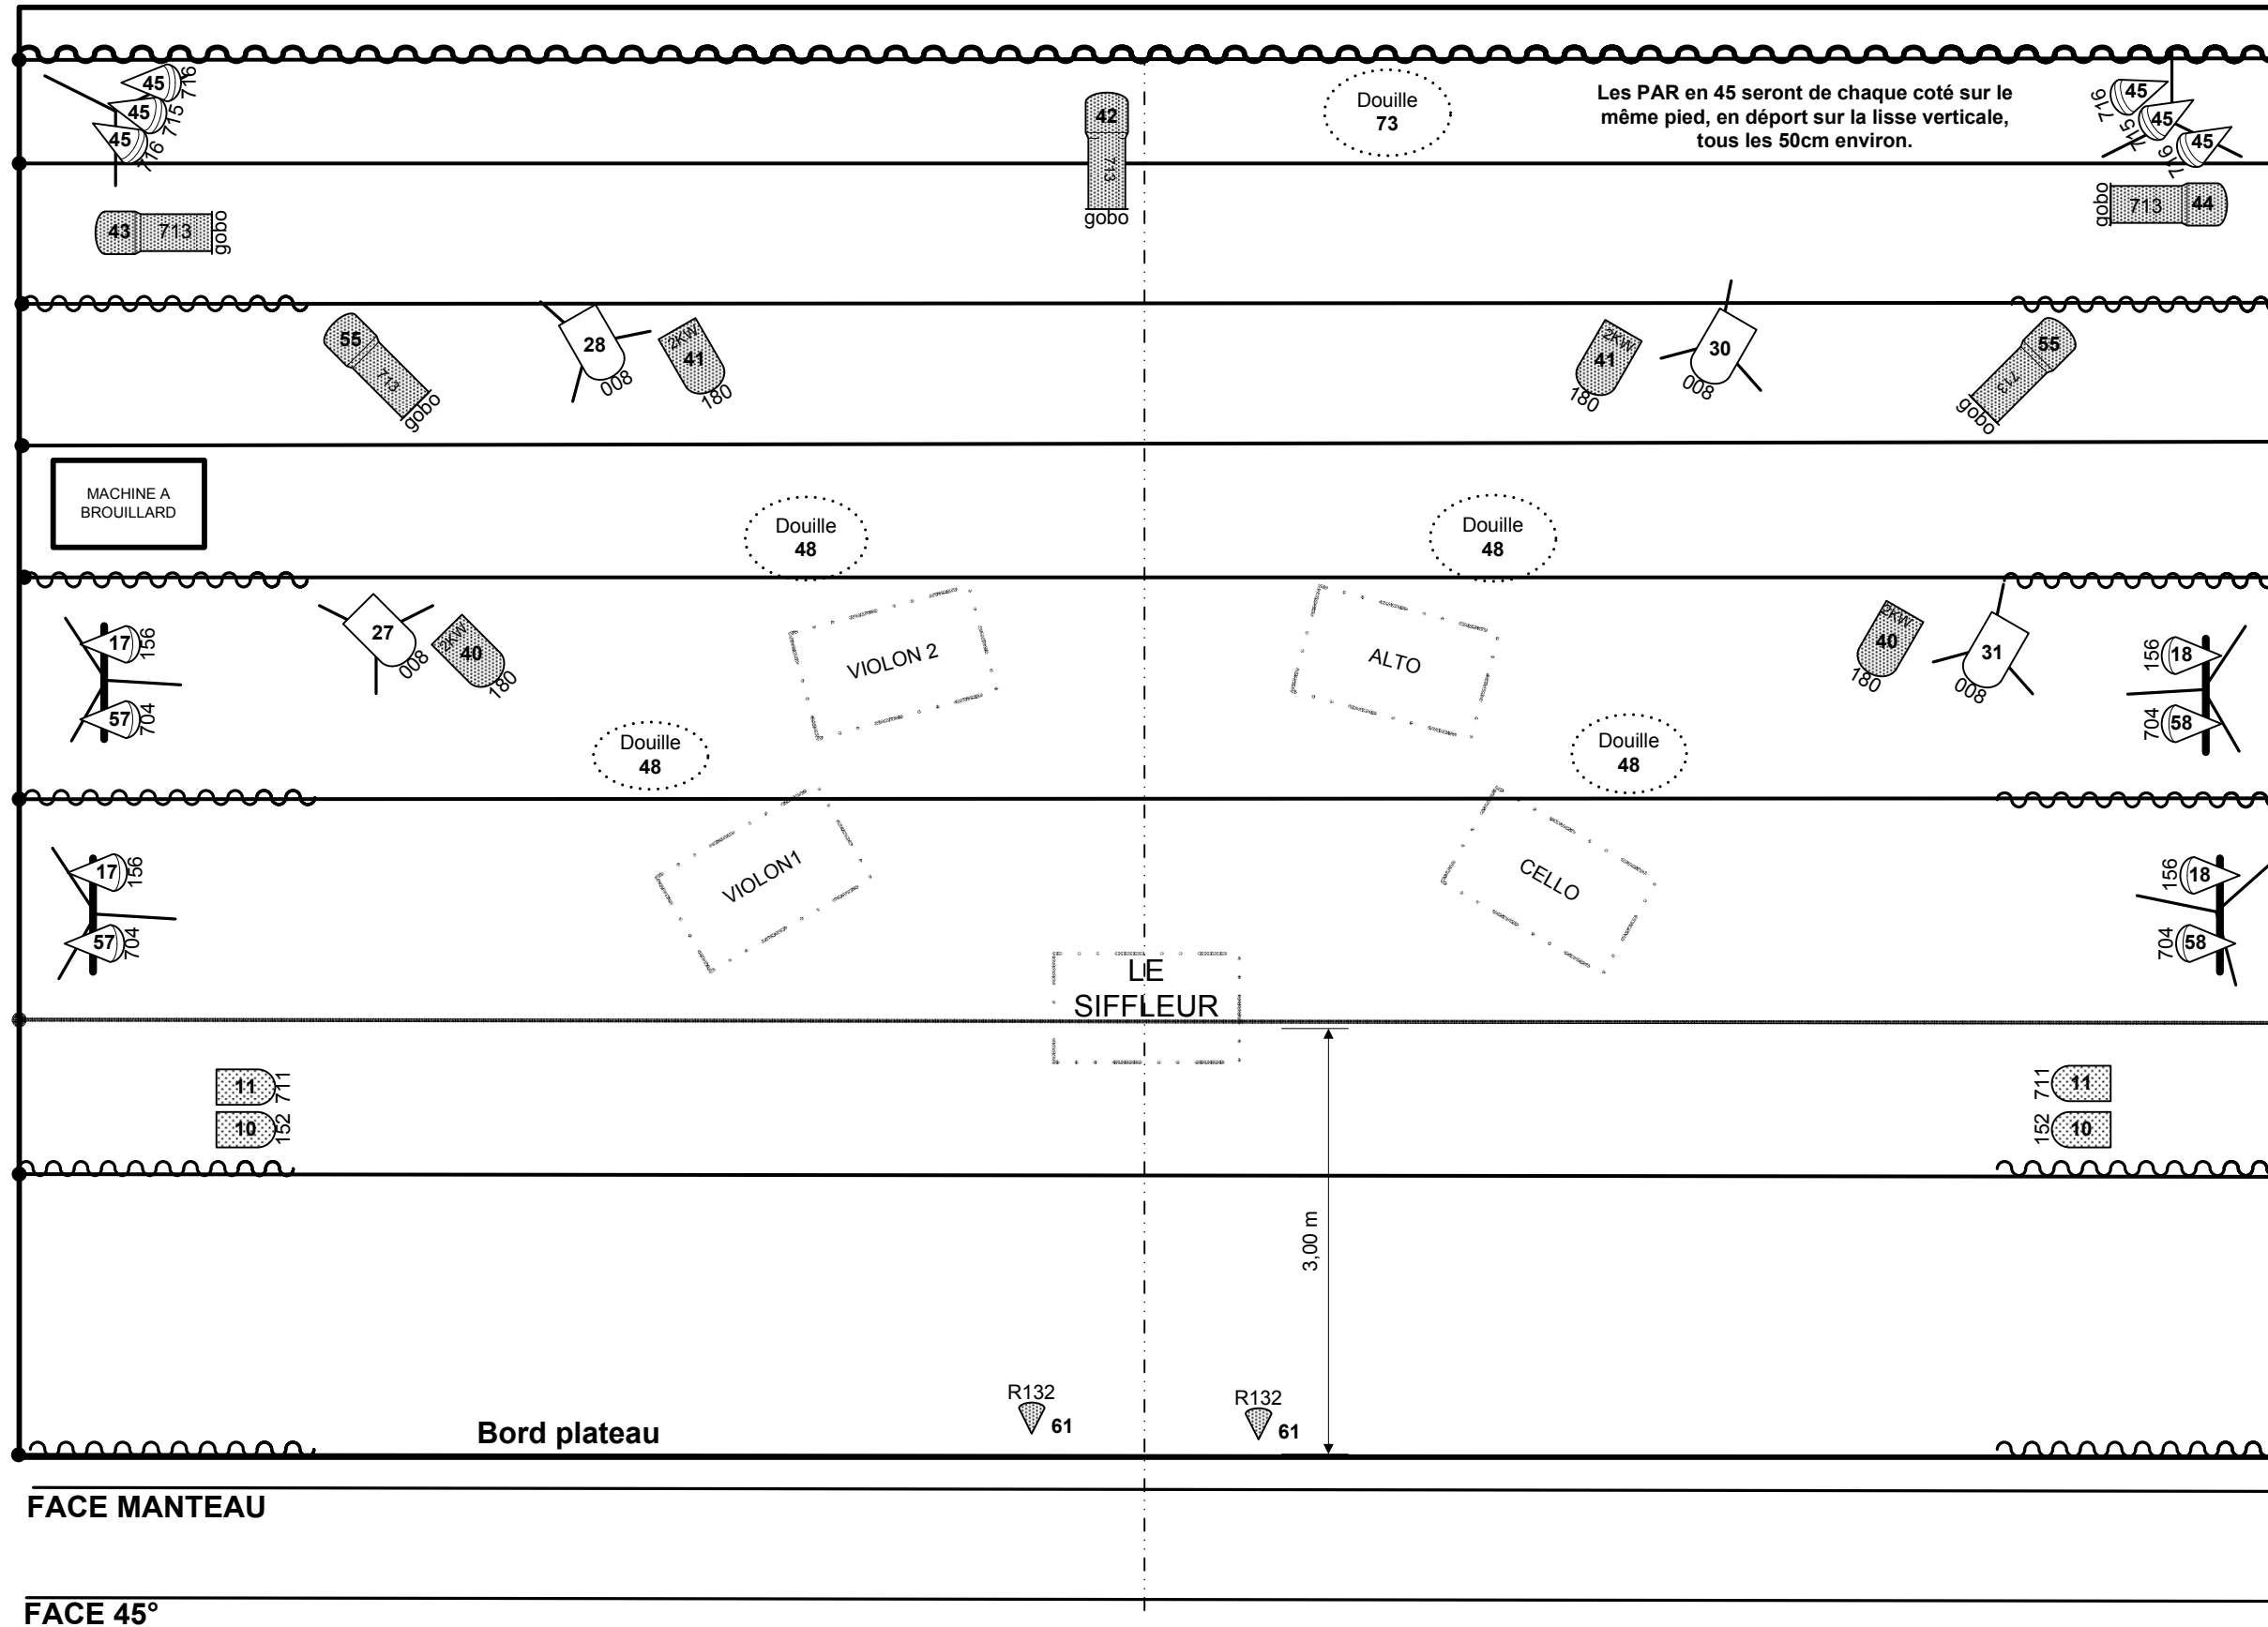 45 716
45 715
45 716
42
713
gobo
Douille
73
Les PAR en 45 seront de chaque coté sur le
même pied, en déport sur la lisse verticale,
tous les 50cm environ.
45 716
45 715
45 716
43 713 gobo
gobo 713 44
55 713 gobo
28 008
2KW 41 180
2KW 41 180
30 008
55 713 gobo
MACHINE A
BROUILLARD
Douille
48
Douille
48
17 156
27 008
2KW 40 180
VIOLON 2
ALTO
2KW 40 180
31 008
156 18
57 704
704 58
Douille
48
Douille
48
17 156
VIOLON1
CELLO
156 18
57 704
704 58
LE
SIFFLEUR
11 711
711 11
10 152
152 10
3,00 m
R132
61
R132
61
Bord plateau
FACE MANTEAU
FACE 45°